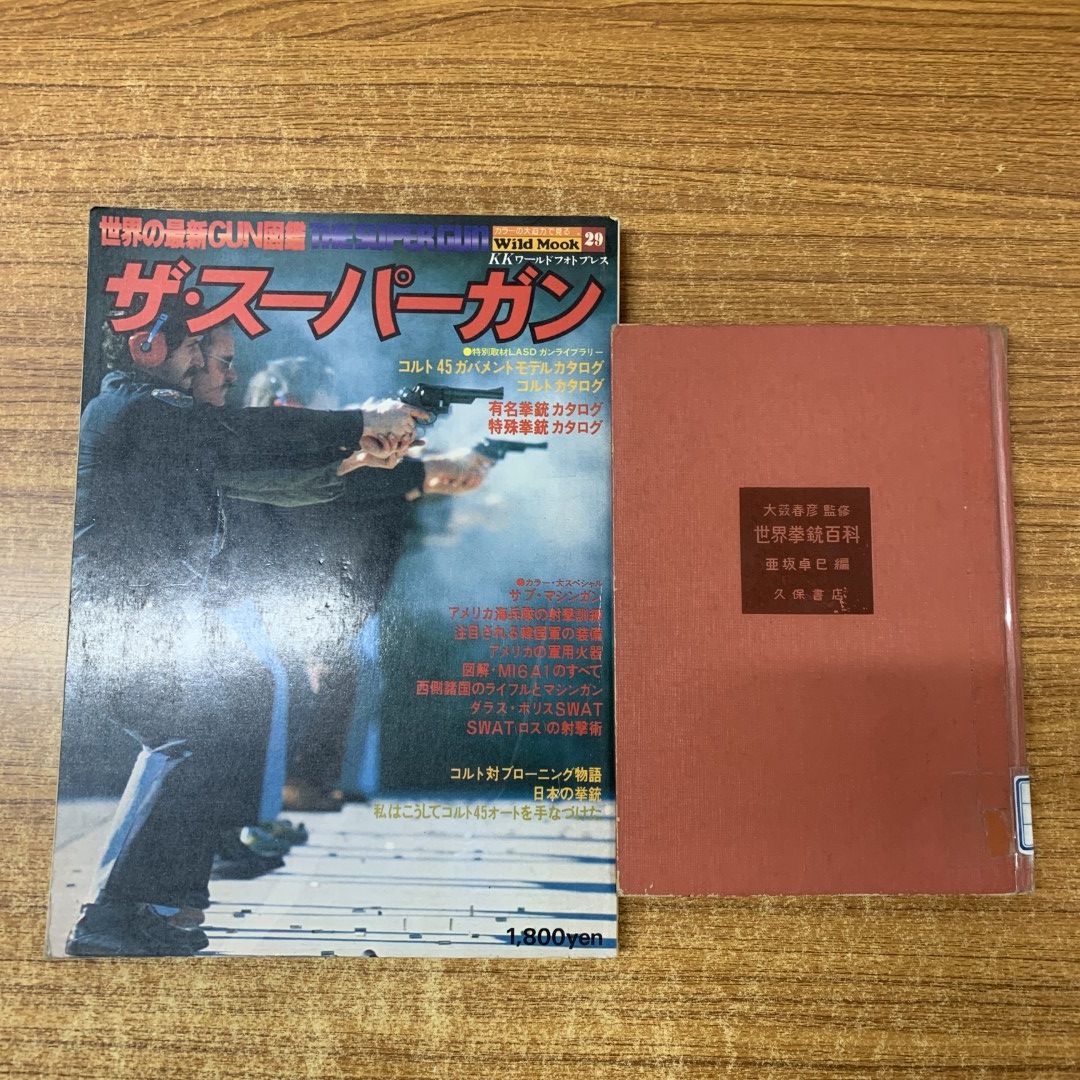 世界の最新GUN図鑑 THE SUPER GUN
カラーの大迫力で見る
Wild Mook 29
KKワールドフォトプレス
ザ・スーパーガン
●特別取材LASD ガンライブラリー
コルト45ガバメントモデルカタログ
コルトカタログ
有名拳銃カタログ
特殊拳銃カタログ
●カラー・大スペシャル
サブ・マシンガン
アメリカ海兵隊の射撃訓練
注目される韓国軍の装備
アメリカの軍用火器
図解・M16A1のすべて
西側諸国のライフルとマシンガン
ダラス・ポリスSWAT
SWAT(ロス)の射撃術
コルト対ブローニング物語
日本の拳銃
私はこうしてコルト45オートを手なづけた
1,800yen
大薮春彦 監修
世界拳銃百科
亜坂卓巳 編
久保書店